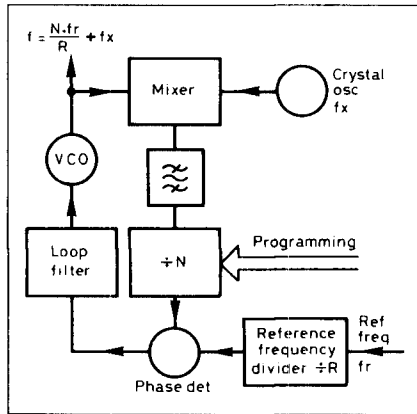 f = N·fr/R + fx
Mixer
Crystal
osc
fx
VCO
Loop
filter
÷N
Programming
Phase det
Reference
frequency
divider ÷R
Ref
freq
fr